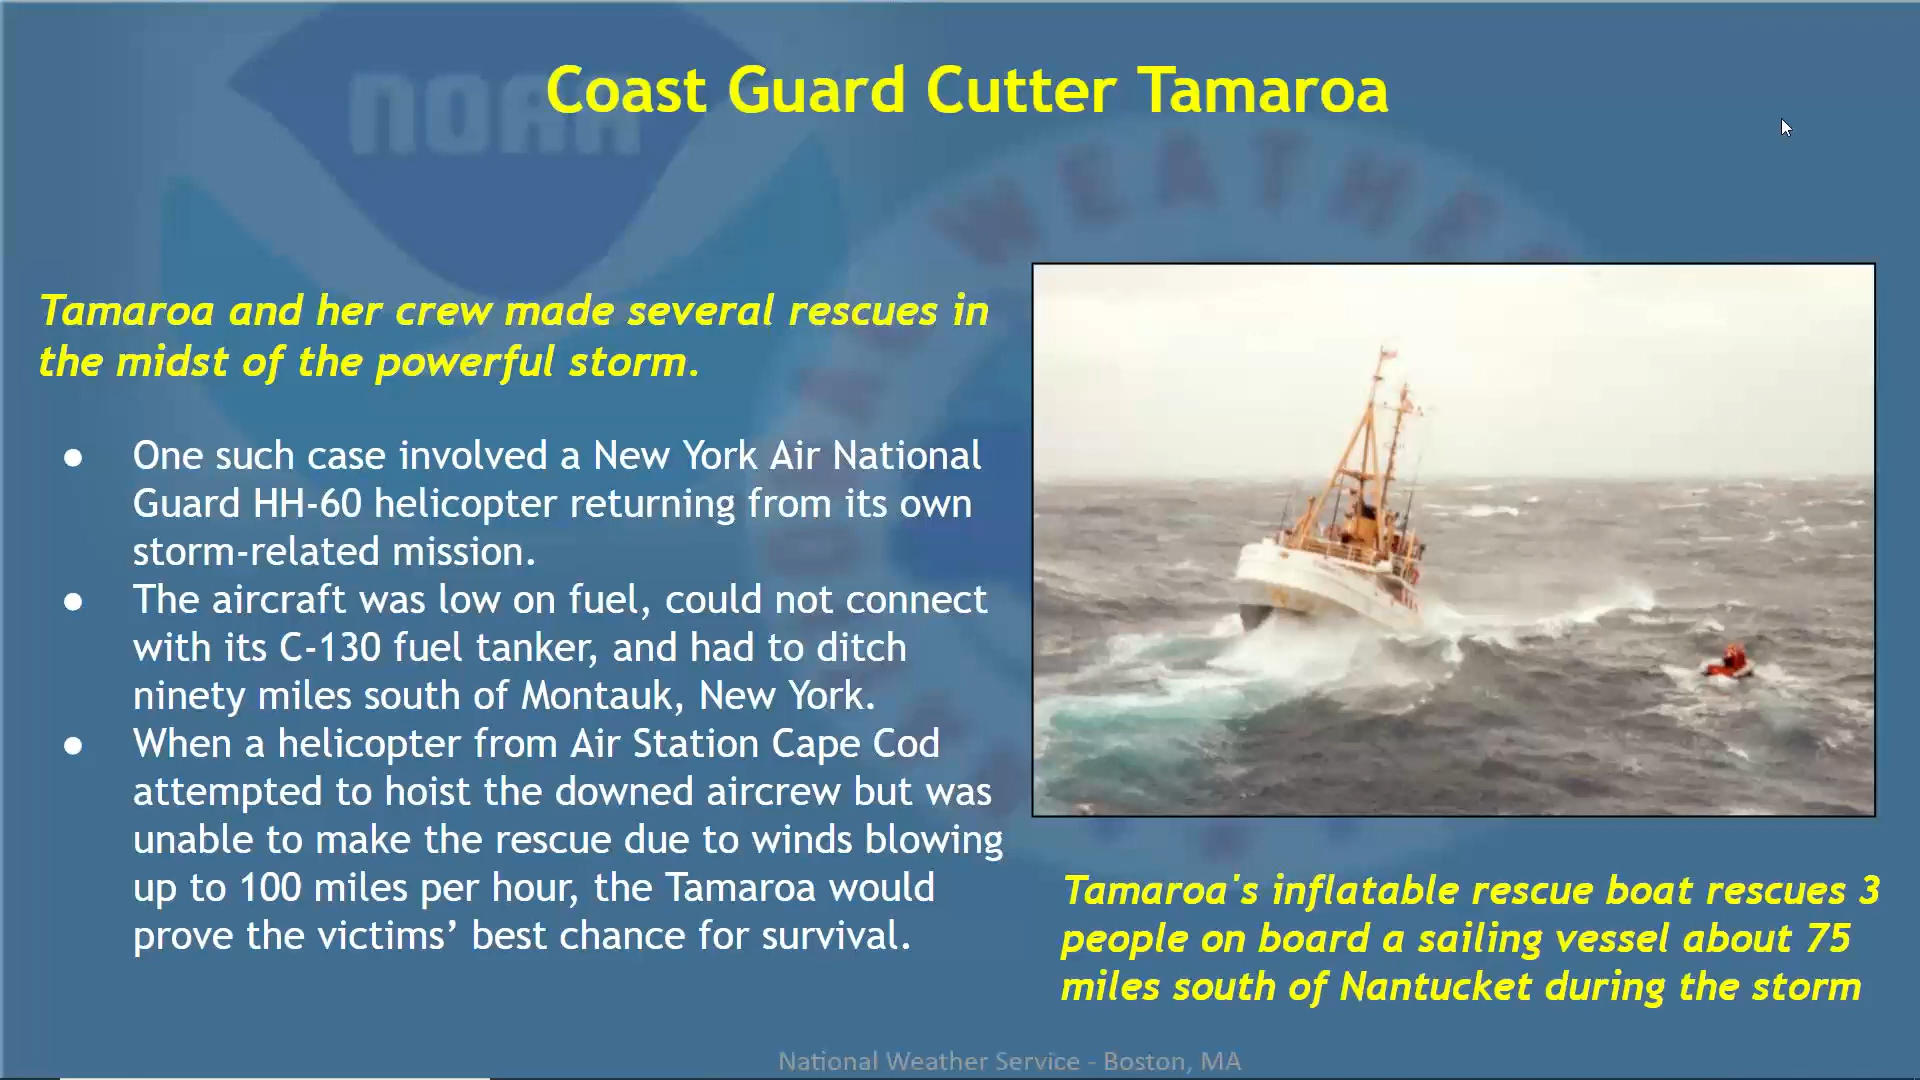 NOAA
Coast Guard Cutter Tamaroa
WEATHER
Tamaroa and her crew made several rescues in
the midst of the powerful storm.
● One such case involved a New York Air National
Guard HH-60 helicopter returning from its own
storm-related mission.
● The aircraft was low on fuel, could not connect
with its C-130 fuel tanker, and had to ditch
ninety miles south of Montauk, New York.
● When a helicopter from Air Station Cape Cod
attempted to hoist the downed aircrew but was
unable to make the rescue due to winds blowing
up to 100 miles per hour, the Tamaroa would
prove the victims’ best chance for survival.
Tamaroa's inflatable rescue boat rescues 3
people on board a sailing vessel about 75
miles south of Nantucket during the storm
National Weather Service - Boston, MA